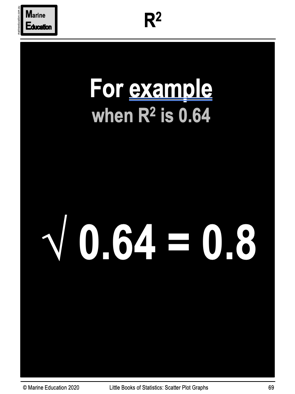 Marine
Education
R²
For example
when R² is 0.64
√ 0.64 = 0.8
© Marine Education 2020
Little Books of Statistics: Scatter Plot Graphs
69